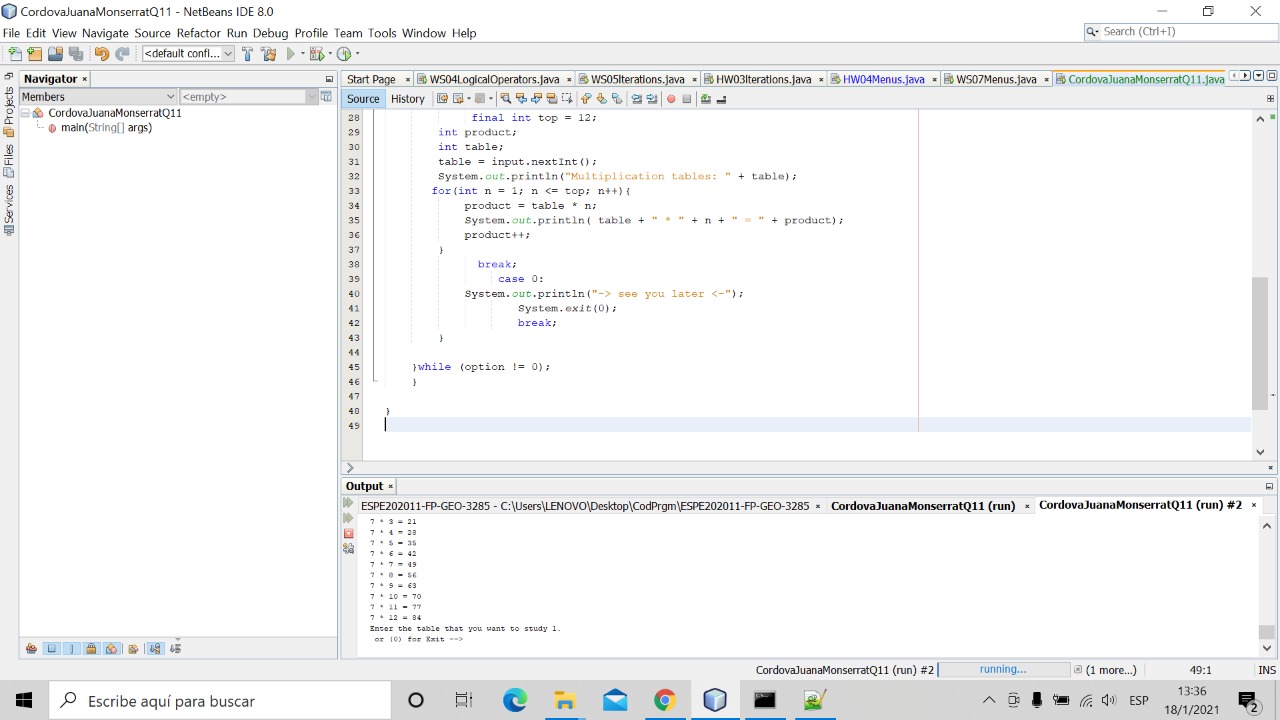 CordovaJuanaMonserratQ11 - NetBeans IDE 8.0
File Edit View Navigate Source Refactor Run Debug Profile Team Tools Window Help
Search (Ctrl+I)
<default confi...
Navigator
Members
<empty>
CordovaJuanaMonserratQ11
main(String[] args)
Projects
Files
Services
Start Page WS04LogicalOperators.java WS05Iterations.java HW03Iterations.java HW04Menus.java WS07Menus.java CordovaJuanaMonserratQ11.java
Source History
28 final int top = 12;
29 int product;
30 int table;
31 table = input.nextInt();
32 System.out.println("Multiplication tables: " + table);
33 for(int n = 1; n <= top; n++){
34 product = table * n;
35 System.out.println( table + " * " + n + " = " + product);
36 product++;
37 }
38 break;
39 case 0:
40 System.out.println("-> see you later <-");
41 System.exit(0);
42 break;
43 }
44
45 }while (option != 0);
46 }
47
48 }
49
Output
ESPE202011-FP-GEO-3285 - C:\Users\LENOVO\Desktop\CodPrgm\ESPE202011-FP-GEO-3285 CordovaJuanaMonserratQ11 (run) CordovaJuanaMonserratQ11 (run) #2
7 * 3 = 21
7 * 4 = 28
7 * 5 = 35
7 * 6 = 42
7 * 7 = 49
7 * 8 = 56
7 * 9 = 63
7 * 10 = 70
7 * 11 = 77
7 * 12 = 84
Enter the table that you want to study 1.
or (0) for Exit -->
CordovaJuanaMonserratQ11 (run) #2 running... (1 more...) 49:1 INS
Escribe aquí para buscar
ESP
13:36
18/1/2021
2